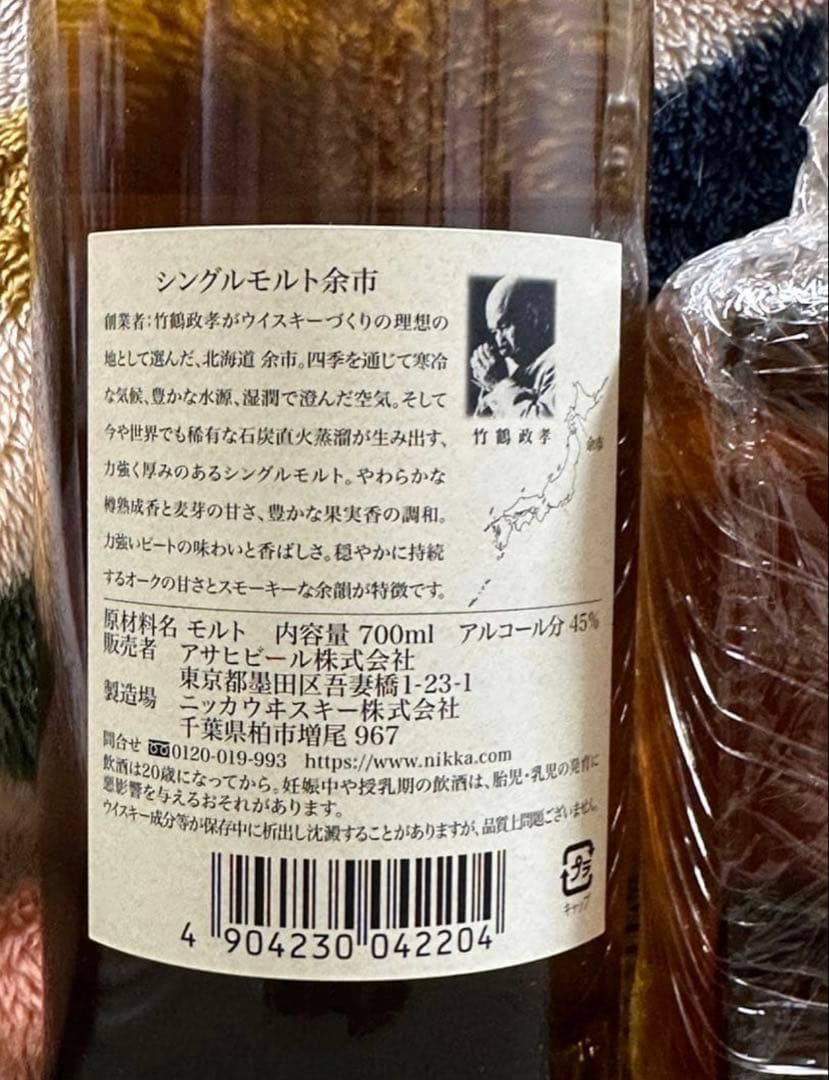 シングルモルト余市
創業者:竹鶴政孝がウイスキーづくりの理想の
地として選んだ、北海道 余市。四季を通じて寒冷
な気候、豊かな水源、湿潤で澄んだ空気。そして
今や世界でも稀有な石炭直火蒸溜が生み出す、
力強く厚みのあるシングルモルト。やわらかな
樽熟成香と麦芽の甘さ、豊かな果実香の調和。
力強いピートの味わいと香ばしさ。穏やかに持続
するオークの甘さとスモーキーな余韻が特徴です。
竹鶴政孝
余市
原材料名 モルト 内容量 700ml アルコール分 45%
販売者 アサヒビール株式会社
東京都墨田区吾妻橋1-23-1
製造場 ニッカウヰスキー株式会社
千葉県柏市増尾 967
問合せ 0120-019-993 https://www.nikka.com
飲酒は20歳になってから。妊娠中や授乳期の飲酒は、胎児・乳児の発育に
悪影響を与えるおそれがあります。
ウイスキー成分等が保存中に析出し沈澱することがありますが、品質上問題ございません。
プラ
キャップ
4 904230 042204